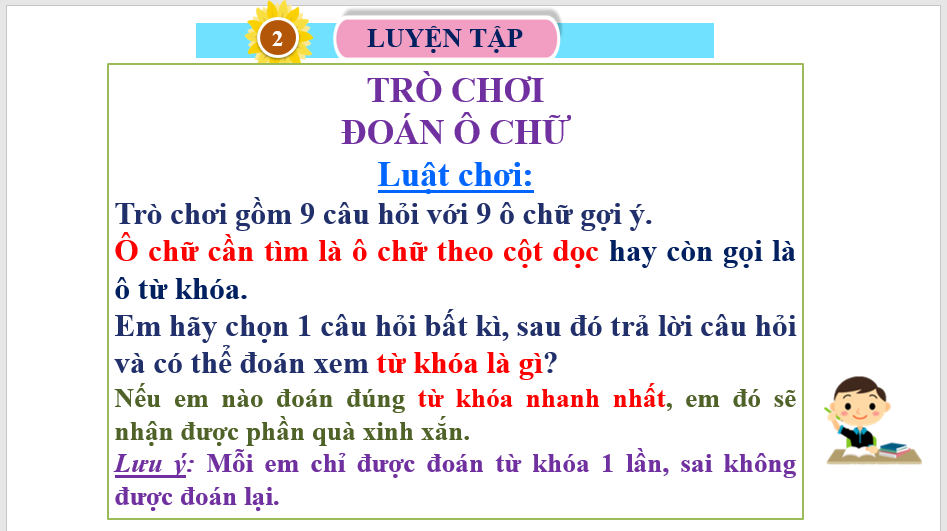 2
LUYỆN TẬP
TRÒ CHƠI
ĐOÁN Ô CHỮ
Luật chơi:
Trò chơi gồm 9 câu hỏi với 9 ô chữ gợi ý.
Ô chữ cần tìm là ô chữ theo cột dọc hay còn gọi là
ô từ khóa.
Em hãy chọn 1 câu hỏi bất kì, sau đó trả lời câu hỏi
và có thể đoán xem từ khóa là gì?
Nếu em nào đoán đúng từ khóa nhanh nhất, em đó sẽ
nhận được phần quà xinh xắn.
Lưu ý: Mỗi em chỉ được đoán từ khóa 1 lần, sai không
được đoán lại.